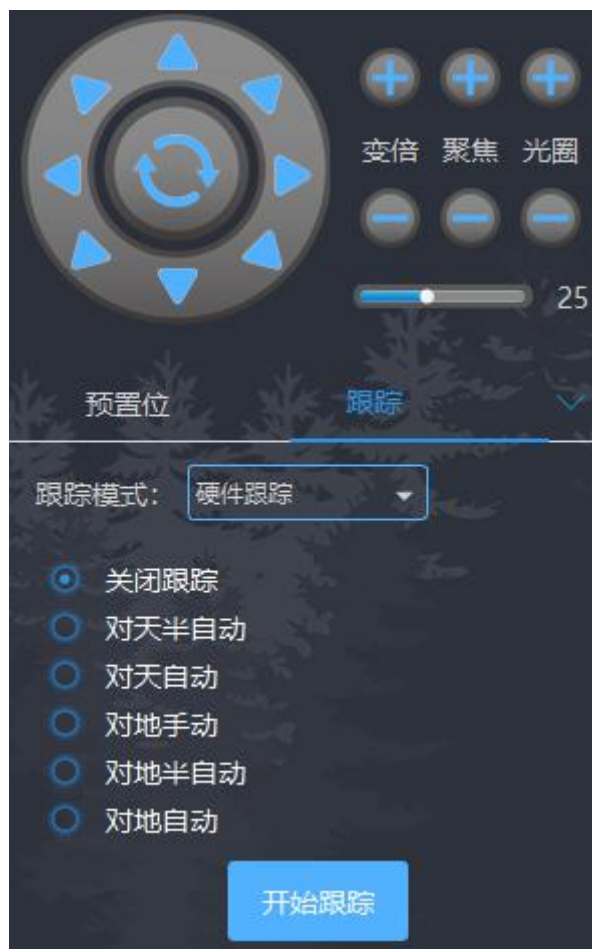 变倍 聚焦 光圈
25
预置位 跟踪
跟踪模式： 硬件跟踪
关闭跟踪
对天半自动
对天自动
对地手动
对地半自动
对地自动
开始跟踪